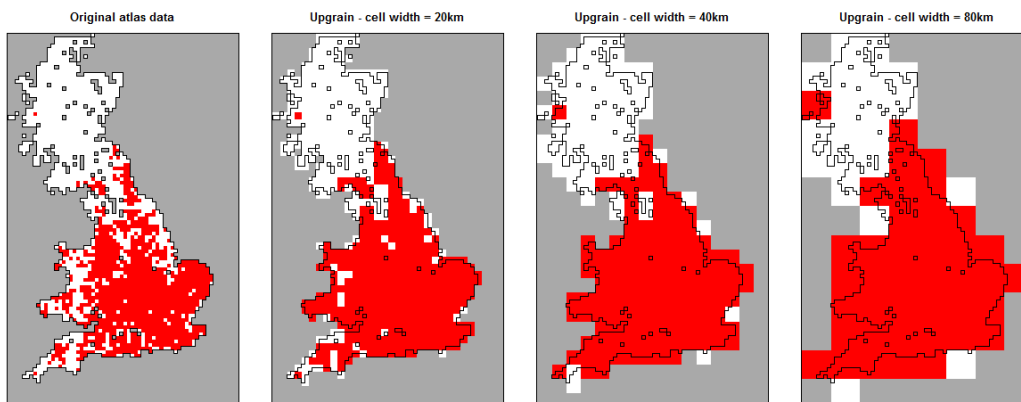 Original atlas data
Upgrain - cell width = 20km
Upgrain - cell width = 40km
Upgrain - cell width = 80km